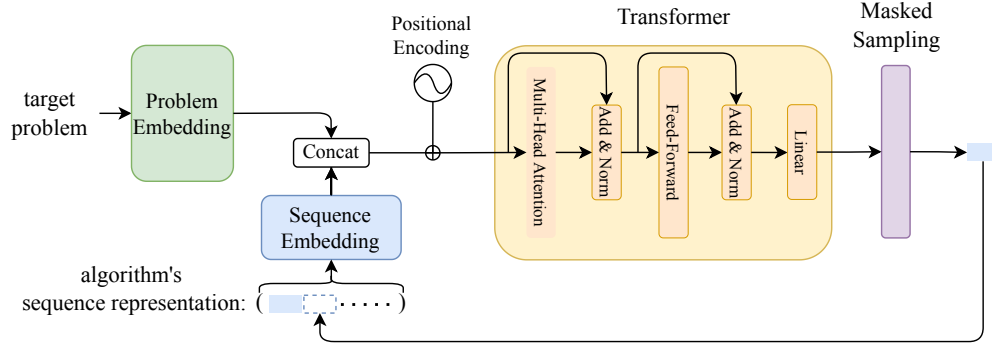 Transformer
Masked
Sampling
Positional
Encoding
target
problem
Problem
Embedding
Concat
Multi-Head
Attention
Add & Norm
Feed-Forward
Add & Norm
Linear
Sequence
Embedding
algorithm's
sequence representation: ( ..... )